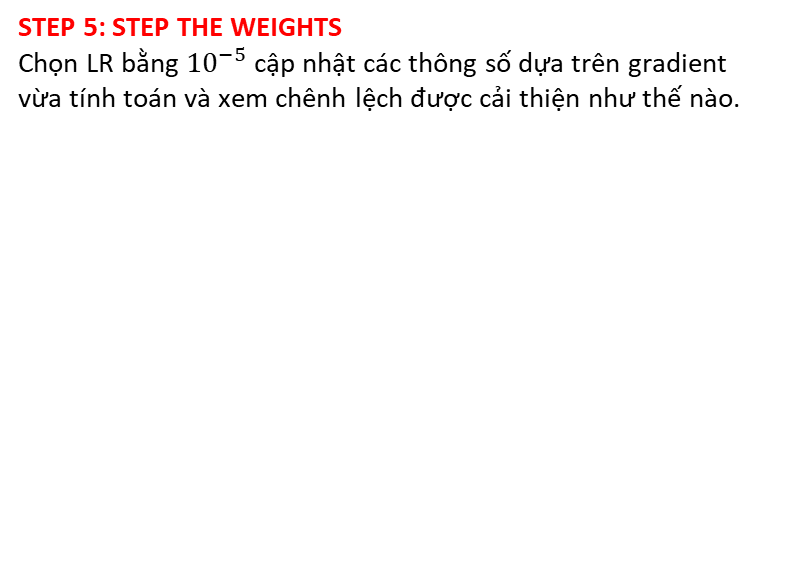 STEP 5: STEP THE WEIGHTS
Chọn LR bằng 10⁻⁵ cập nhật các thông số dựa trên gradient
vừa tính toán và xem chênh lệch được cải thiện như thế nào.